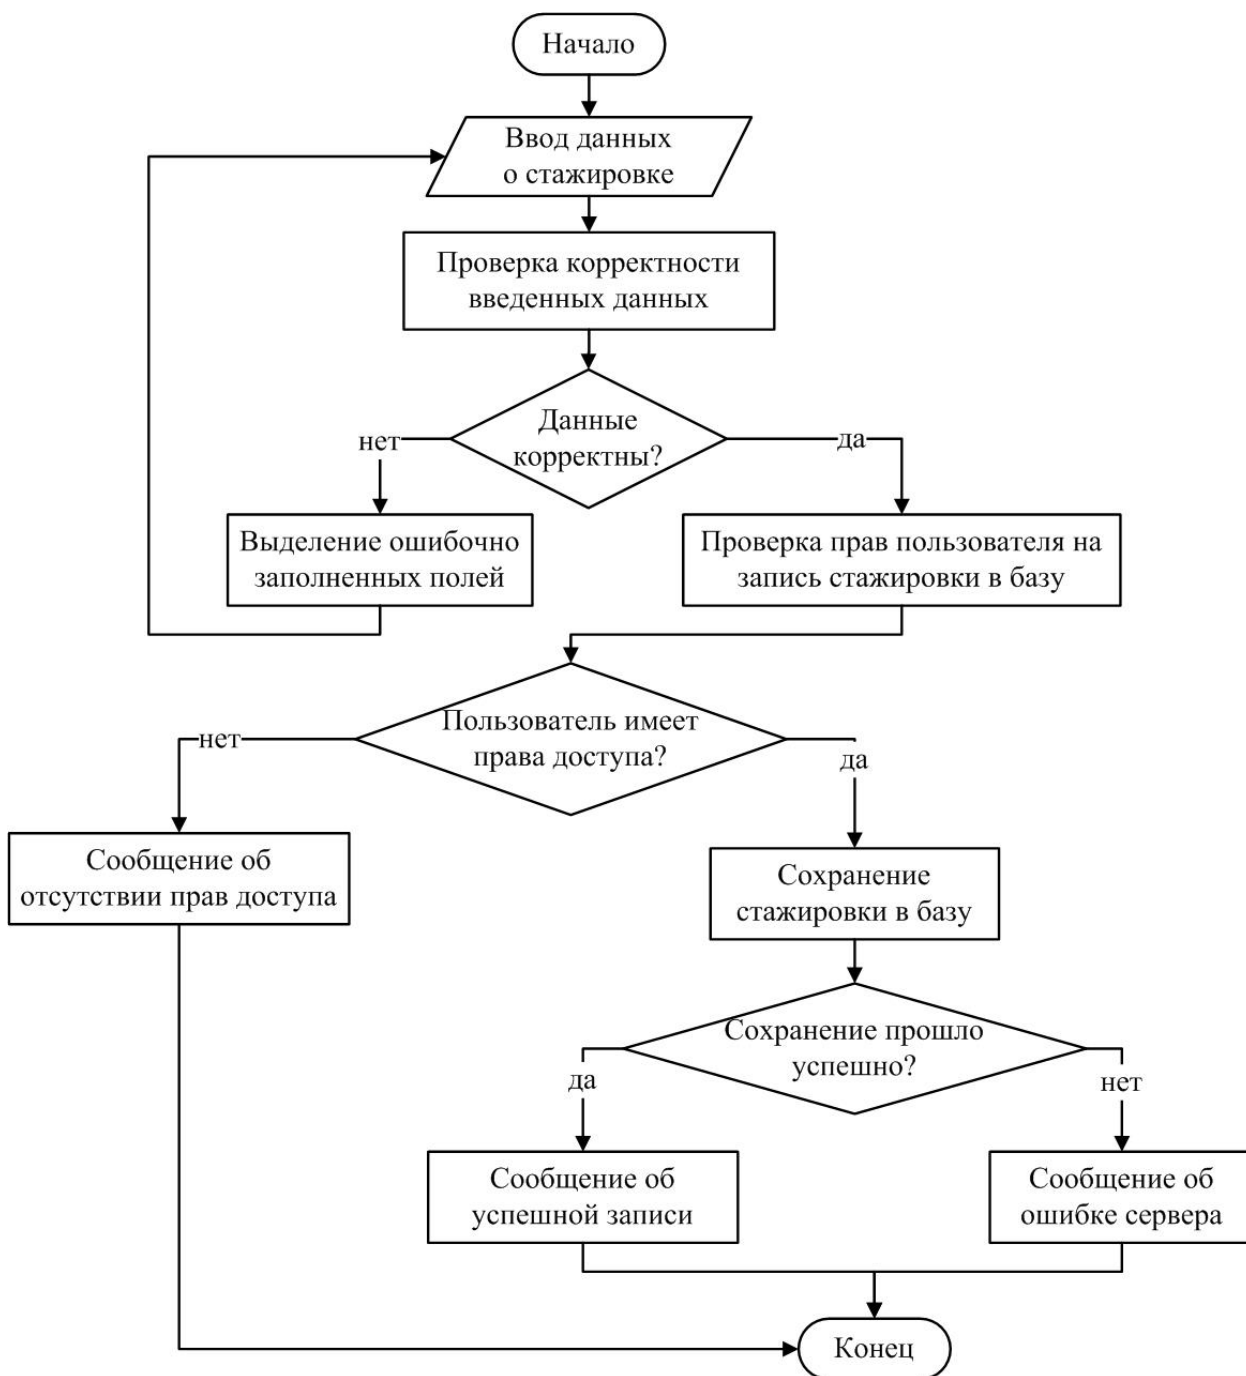 Начало
Ввод данных
о стажировке
Проверка корректности
введенных данных
Данные
корректны?
нет
да
Выделение ошибочно
заполненных полей
Проверка прав пользователя на
запись стажировки в базу
Пользователь имеет
права доступа?
нет
да
Сообщение об
отсутствии прав доступа
Сохранение
стажировки в базу
Сохранение прошло
успешно?
да
нет
Сообщение об
успешной записи
Сообщение об
ошибке сервера
Конец